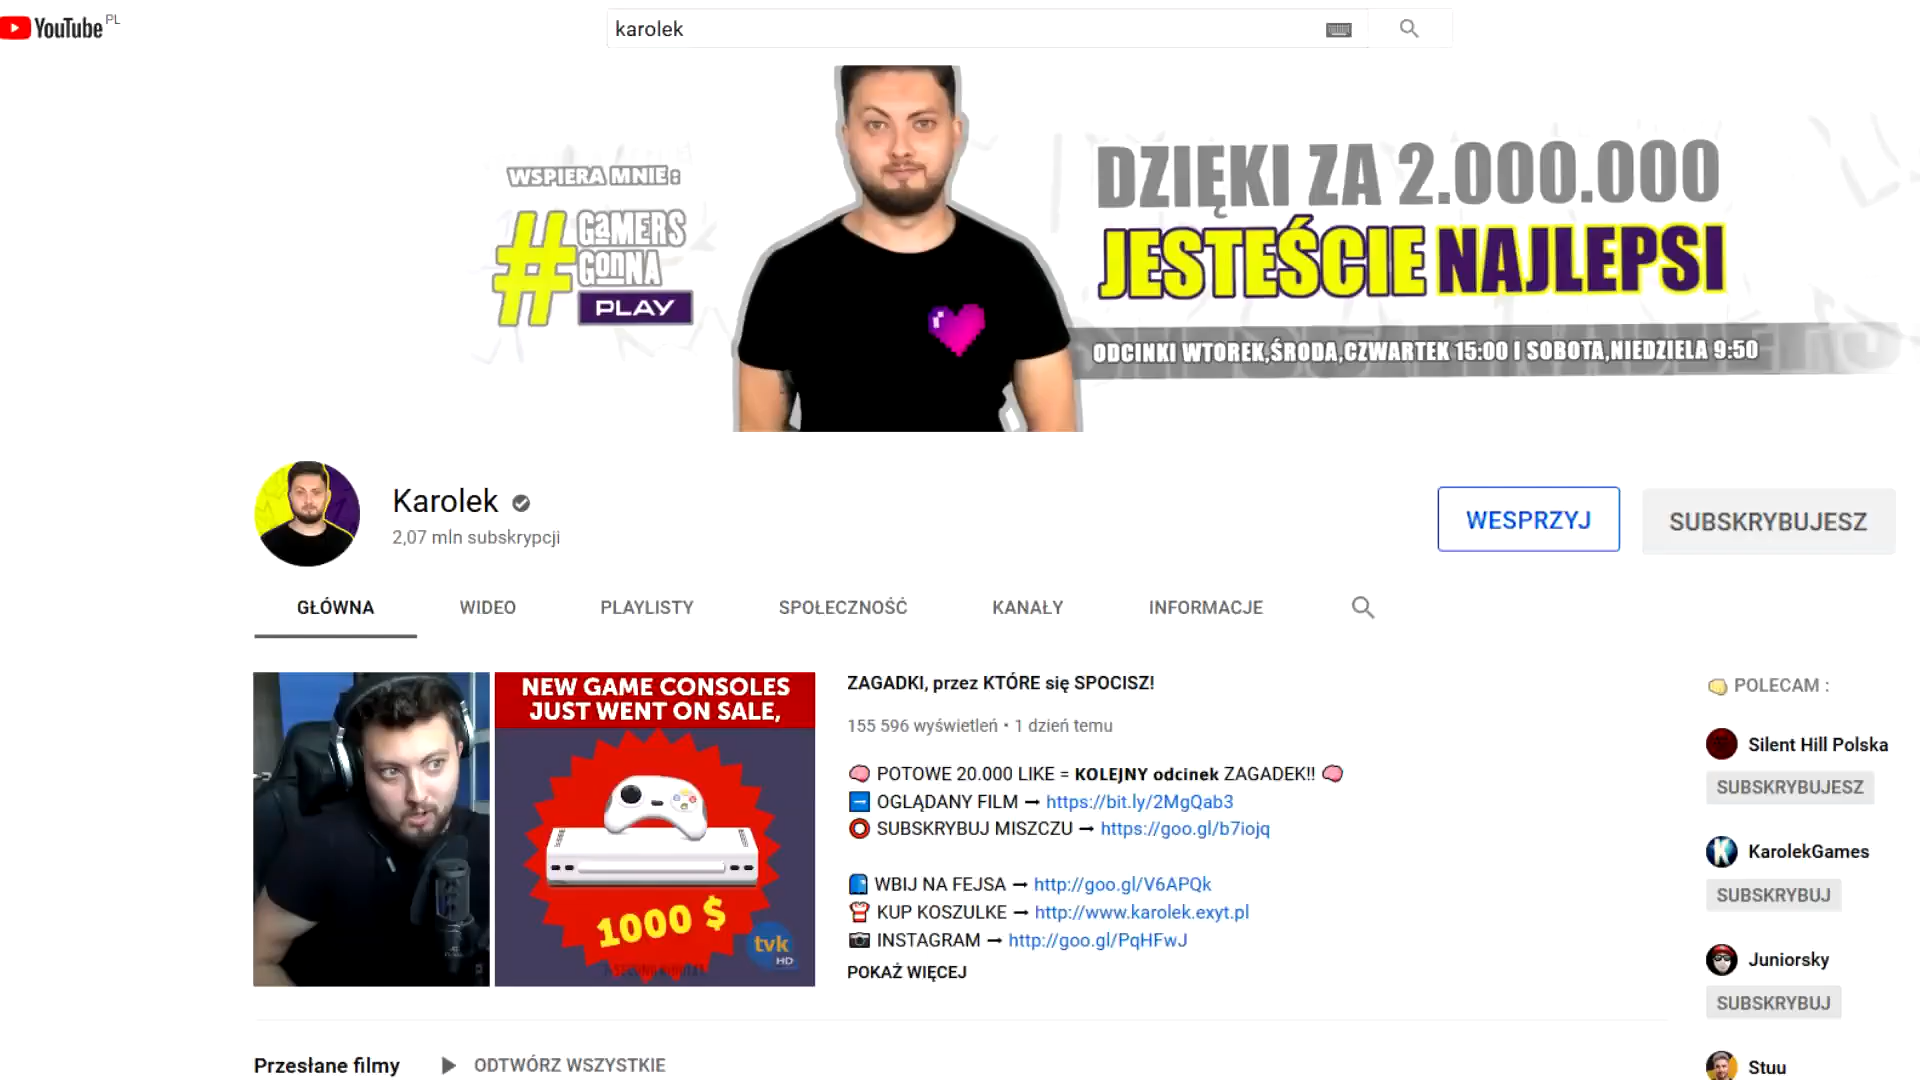 YouTube PL
karolek
WSPIERA MNIE:
#GAMERS
GONNA
PLAY
DZIĘKI ZA 2.000.000
JESTEŚCIE NAJLEPSI
ODCINKI WTOREK,ŚRODA,CZWARTEK 15:00 I SOBOTA,NIEDZIELA 9:50
Karolek
2,07 mln subskrypcji
WESPRZYJ
SUBSKRYBUJESZ
GŁÓWNA
WIDEO
PLAYLISTY
SPOŁECZNOŚĆ
KANAŁY
INFORMACJE
NEW GAME CONSOLES
JUST WENT ON SALE,
1000 $
tvk
HD
ZAGADKI, przez KTÓRE się SPOCISZ!
155 596 wyświetleń • 1 dzień temu
POTOWE 20.000 LIKE = KOLEJNY odcinek ZAGADEK!!
OGLĄDANY FILM ➞ https://bit.ly/2MgQab3
SUBSKRYBUJ MISZCZU ➞ https://goo.gl/b7iojq
WBIJ NA FEJSA ➞ http://goo.gl/V6APQk
KUP KOSZULKE ➞ http://www.karolek.exyt.pl
INSTAGRAM ➞ http://goo.gl/PqHFwJ
POKAŻ WIĘCEJ
POLECAM :
Silent Hill Polska
SUBSKRYBUJESZ
KarolekGames
SUBSKRYBUJ
Juniorsky
SUBSKRYBUJ
Stuu
Przesłane filmy
ODTWÓRZ WSZYSTKIE